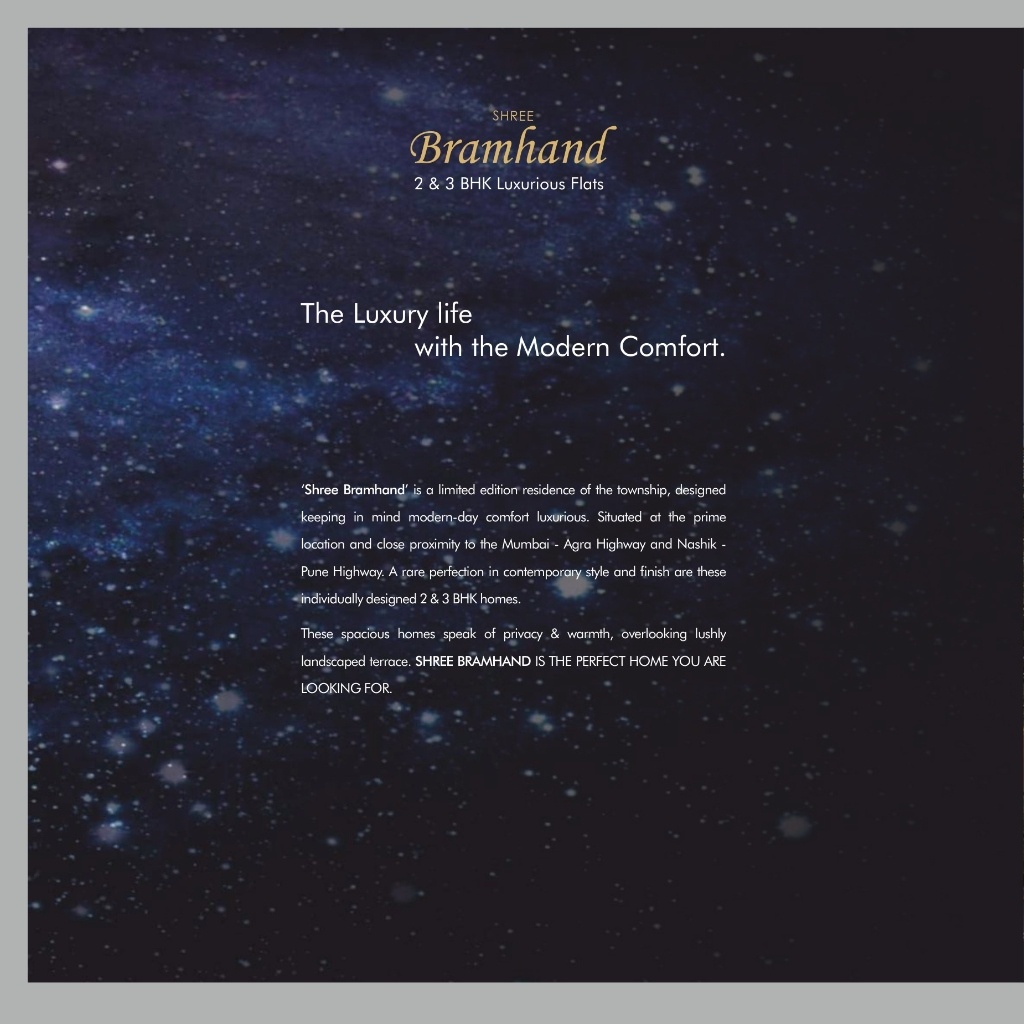 SHREE
Bramhand
2 & 3 BHK Luxurious Flats
The Luxury life
with the Modern Comfort.
‘Shree Bramhand’ is a limited edition residence of the township, designed
keeping in mind modern-day comfort luxurious. Situated at the prime
location and close proximity to the Mumbai - Agra Highway and Nashik -
Pune Highway. A rare perfection in contemporary style and finish are these
individually designed 2 & 3 BHK homes.
These spacious homes speak of privacy & warmth, overlooking lushly
landscaped terrace. SHREE BRAMHAND IS THE PERFECT HOME YOU ARE
LOOKING FOR.